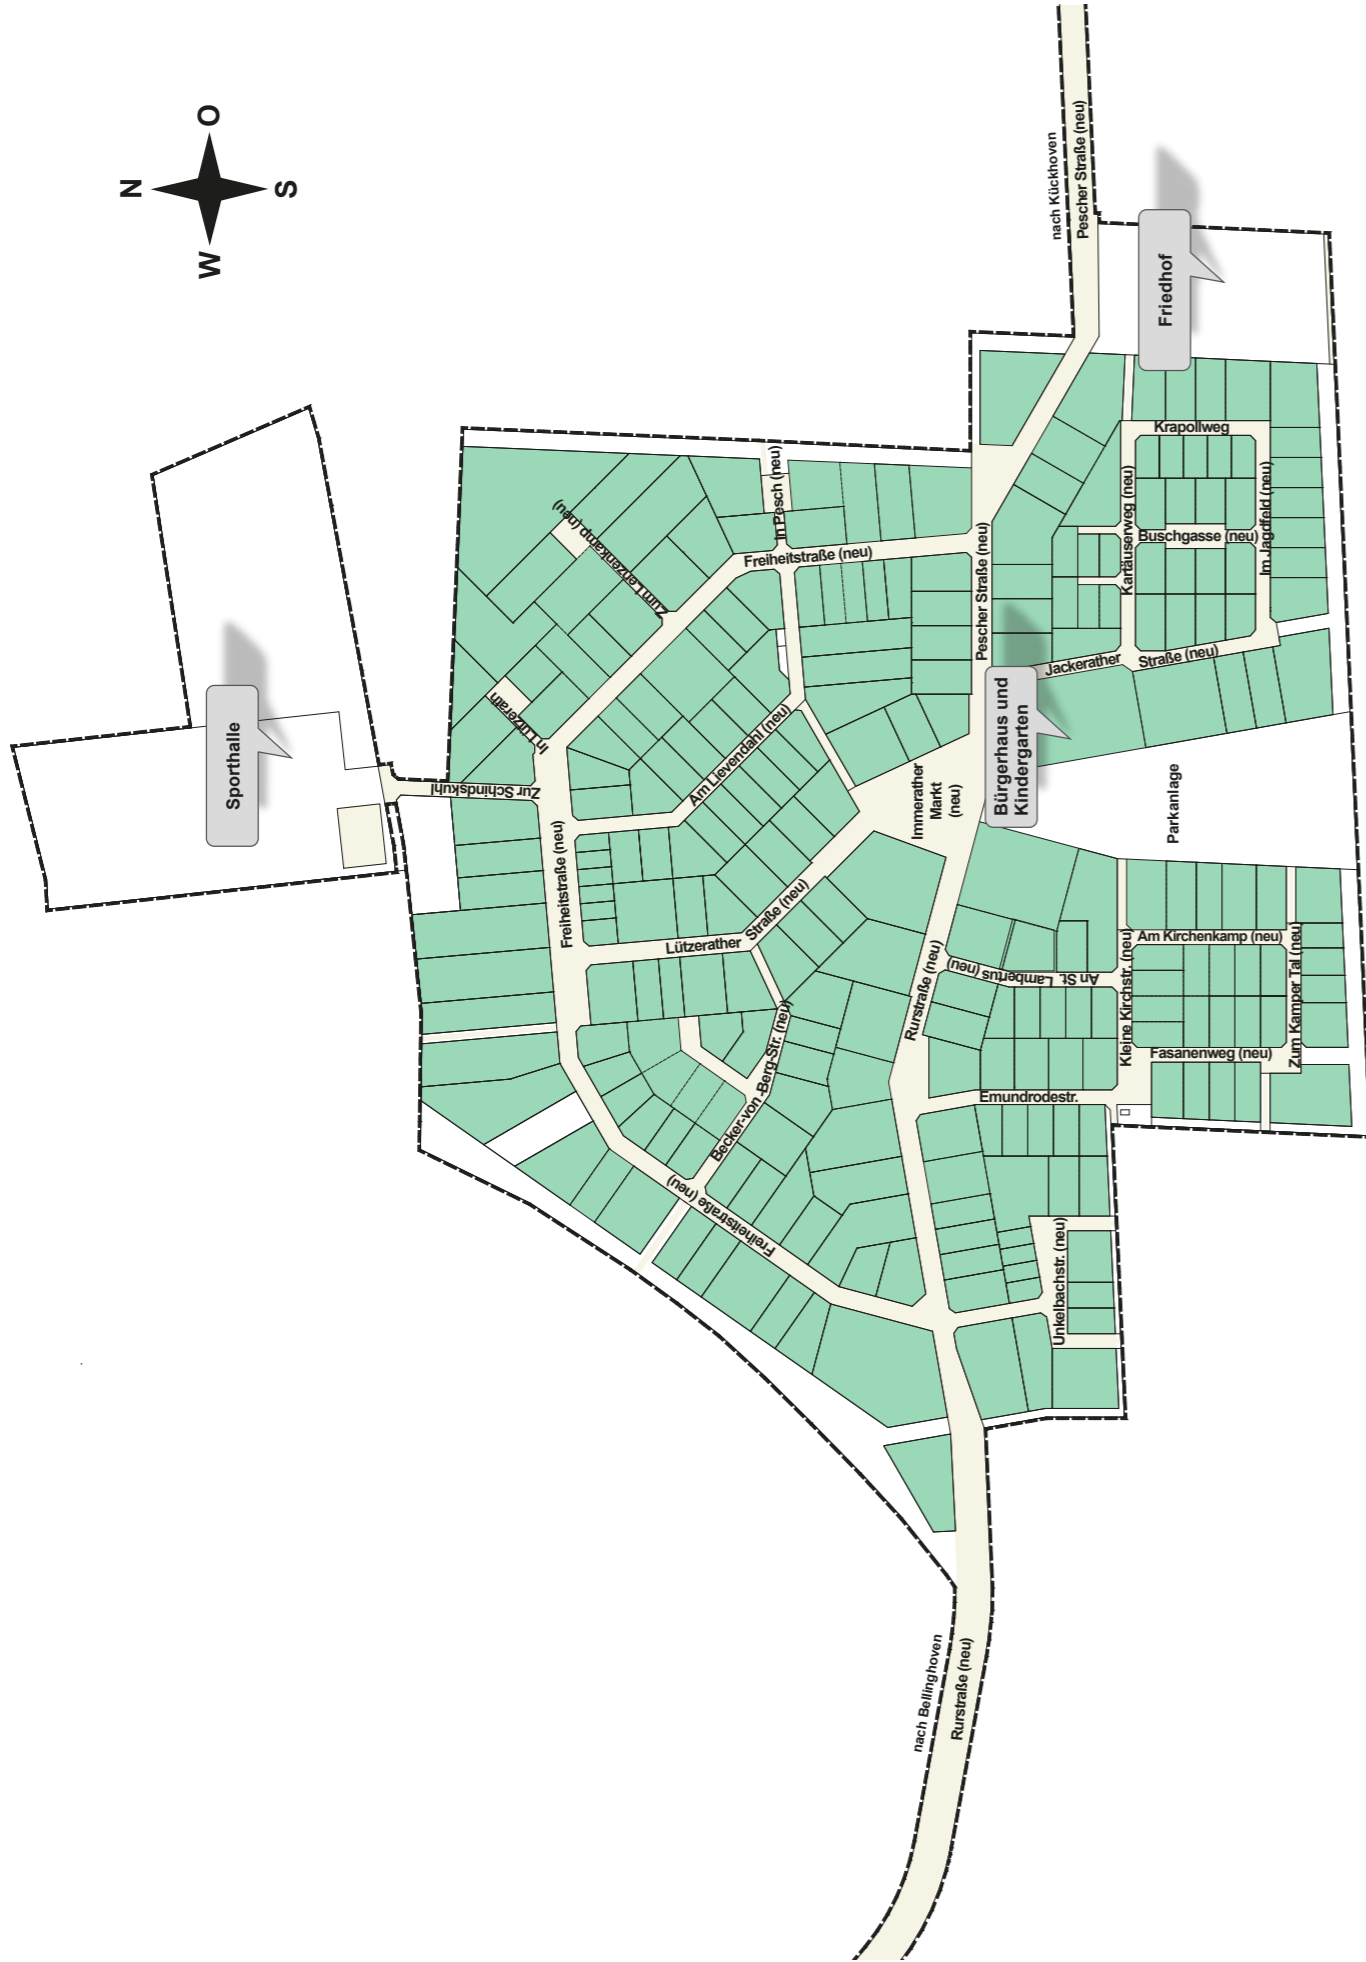 N
O
S
W
Sporthalle
nach Kückhoven
Pescher Straße (neu)
Friedhof
Zum Lenzenkamp (neu)
In Pesch (neu)
Freiheitstraße (neu)
In Lützerath
Zur Schindskuhl
Am Lievendahl (neu)
Pescher Straße (neu)
Krapollweg
Kartäuserweg (neu)
Buschgasse (neu)
Im Jagdfeld (neu)
Jackerather
Straße (neu)
Bürgerhaus und
Kindergarten
Immerather
Markt
(neu)
Parkanlage
Freiheitstraße (neu)
Lützerather
Straße (neu)
Becker-von -Berg-Str. (neu)
Freiheitstraße (neu)
Rurstraße (neu)
An St. Lambertus (neu)
Kleine Kirchstr. (neu)
Am Kirchenkamp (neu)
Zum Kamper Tal (neu)
Fasanenweg (neu)
Emundrodestr.
Unkelbachstr. (neu)
nach Bellinghoven
Rurstraße (neu)